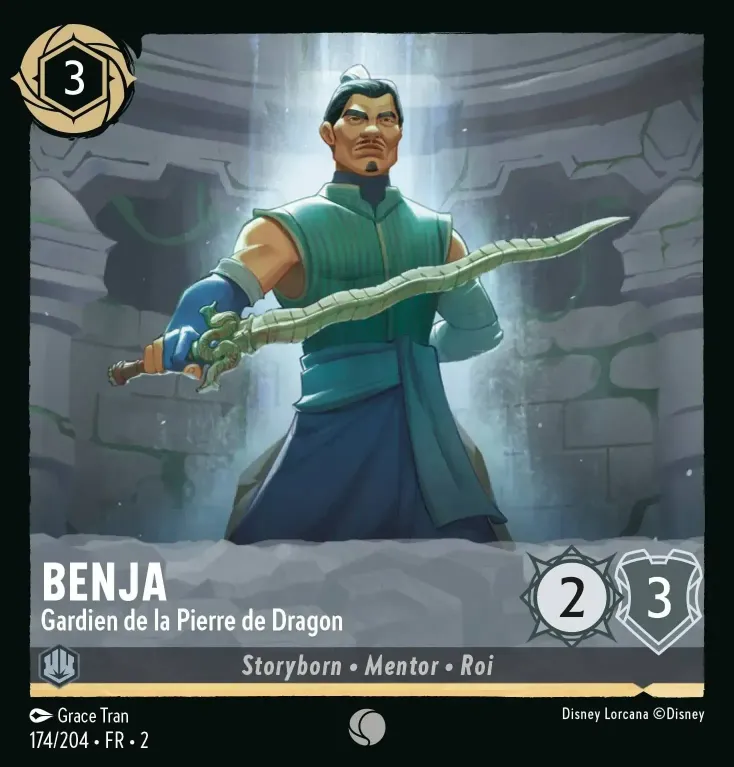 3
BENJA
Gardien de la Pierre de Dragon
2
3
Storyborn • Mentor • Roi
Grace Tran
Disney Lorcana ©Disney
174/204 • FR • 2